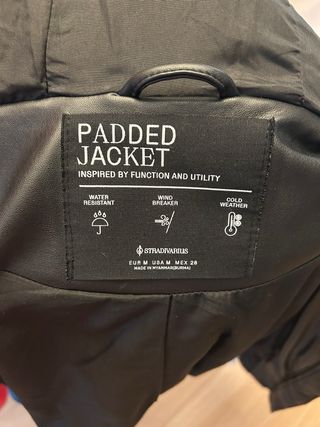 PADDED
JACKET
INSPIRED BY FUNCTION AND UTILITY
WATER RESISTANT
WIND BREAKER
COLD WEATHER
STRADIVARIUS
EUR M USA M MEX 28
MADE IN MYANMAR(BURMA)